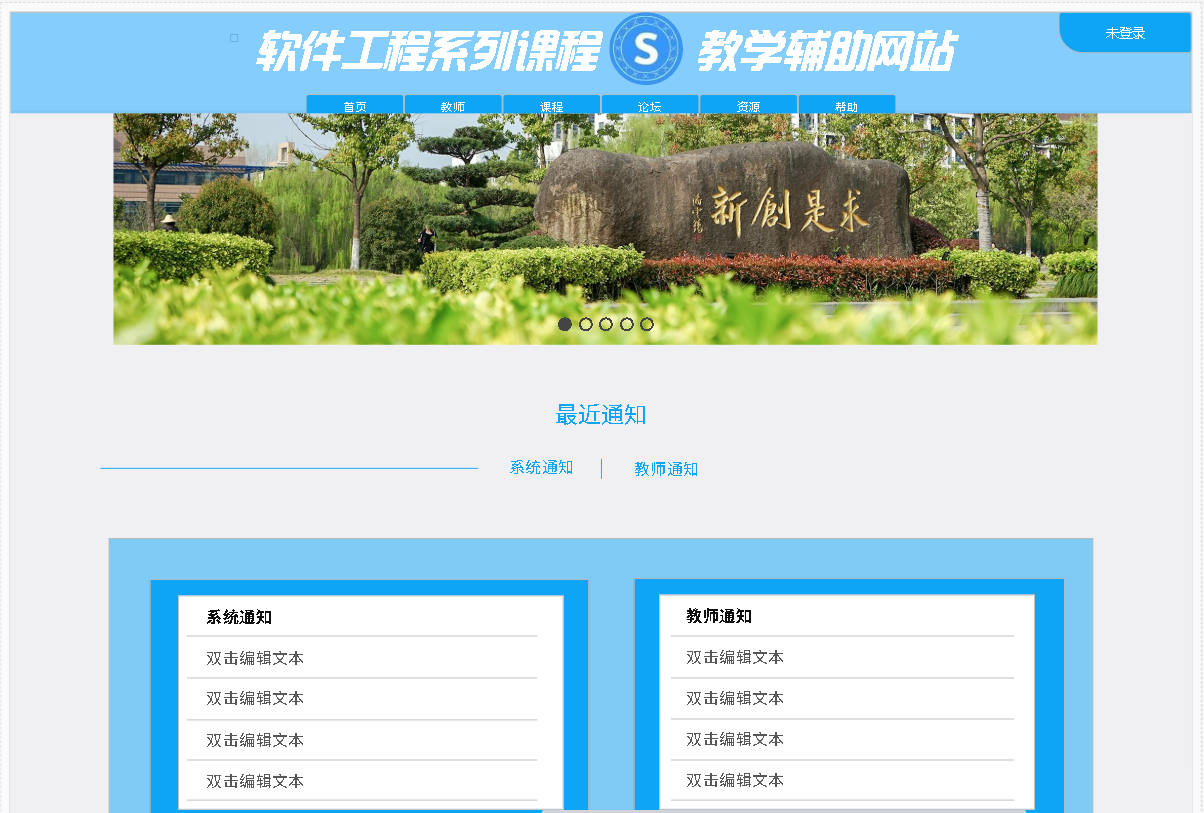 软件工程系列课程 S 教学辅助网站
未登录
首页 教师 课程 论坛 资源 帮助
新創是求
最近通知
系统通知 教师通知
系统通知
双击编辑文本
双击编辑文本
双击编辑文本
双击编辑文本
教师通知
双击编辑文本
双击编辑文本
双击编辑文本
双击编辑文本